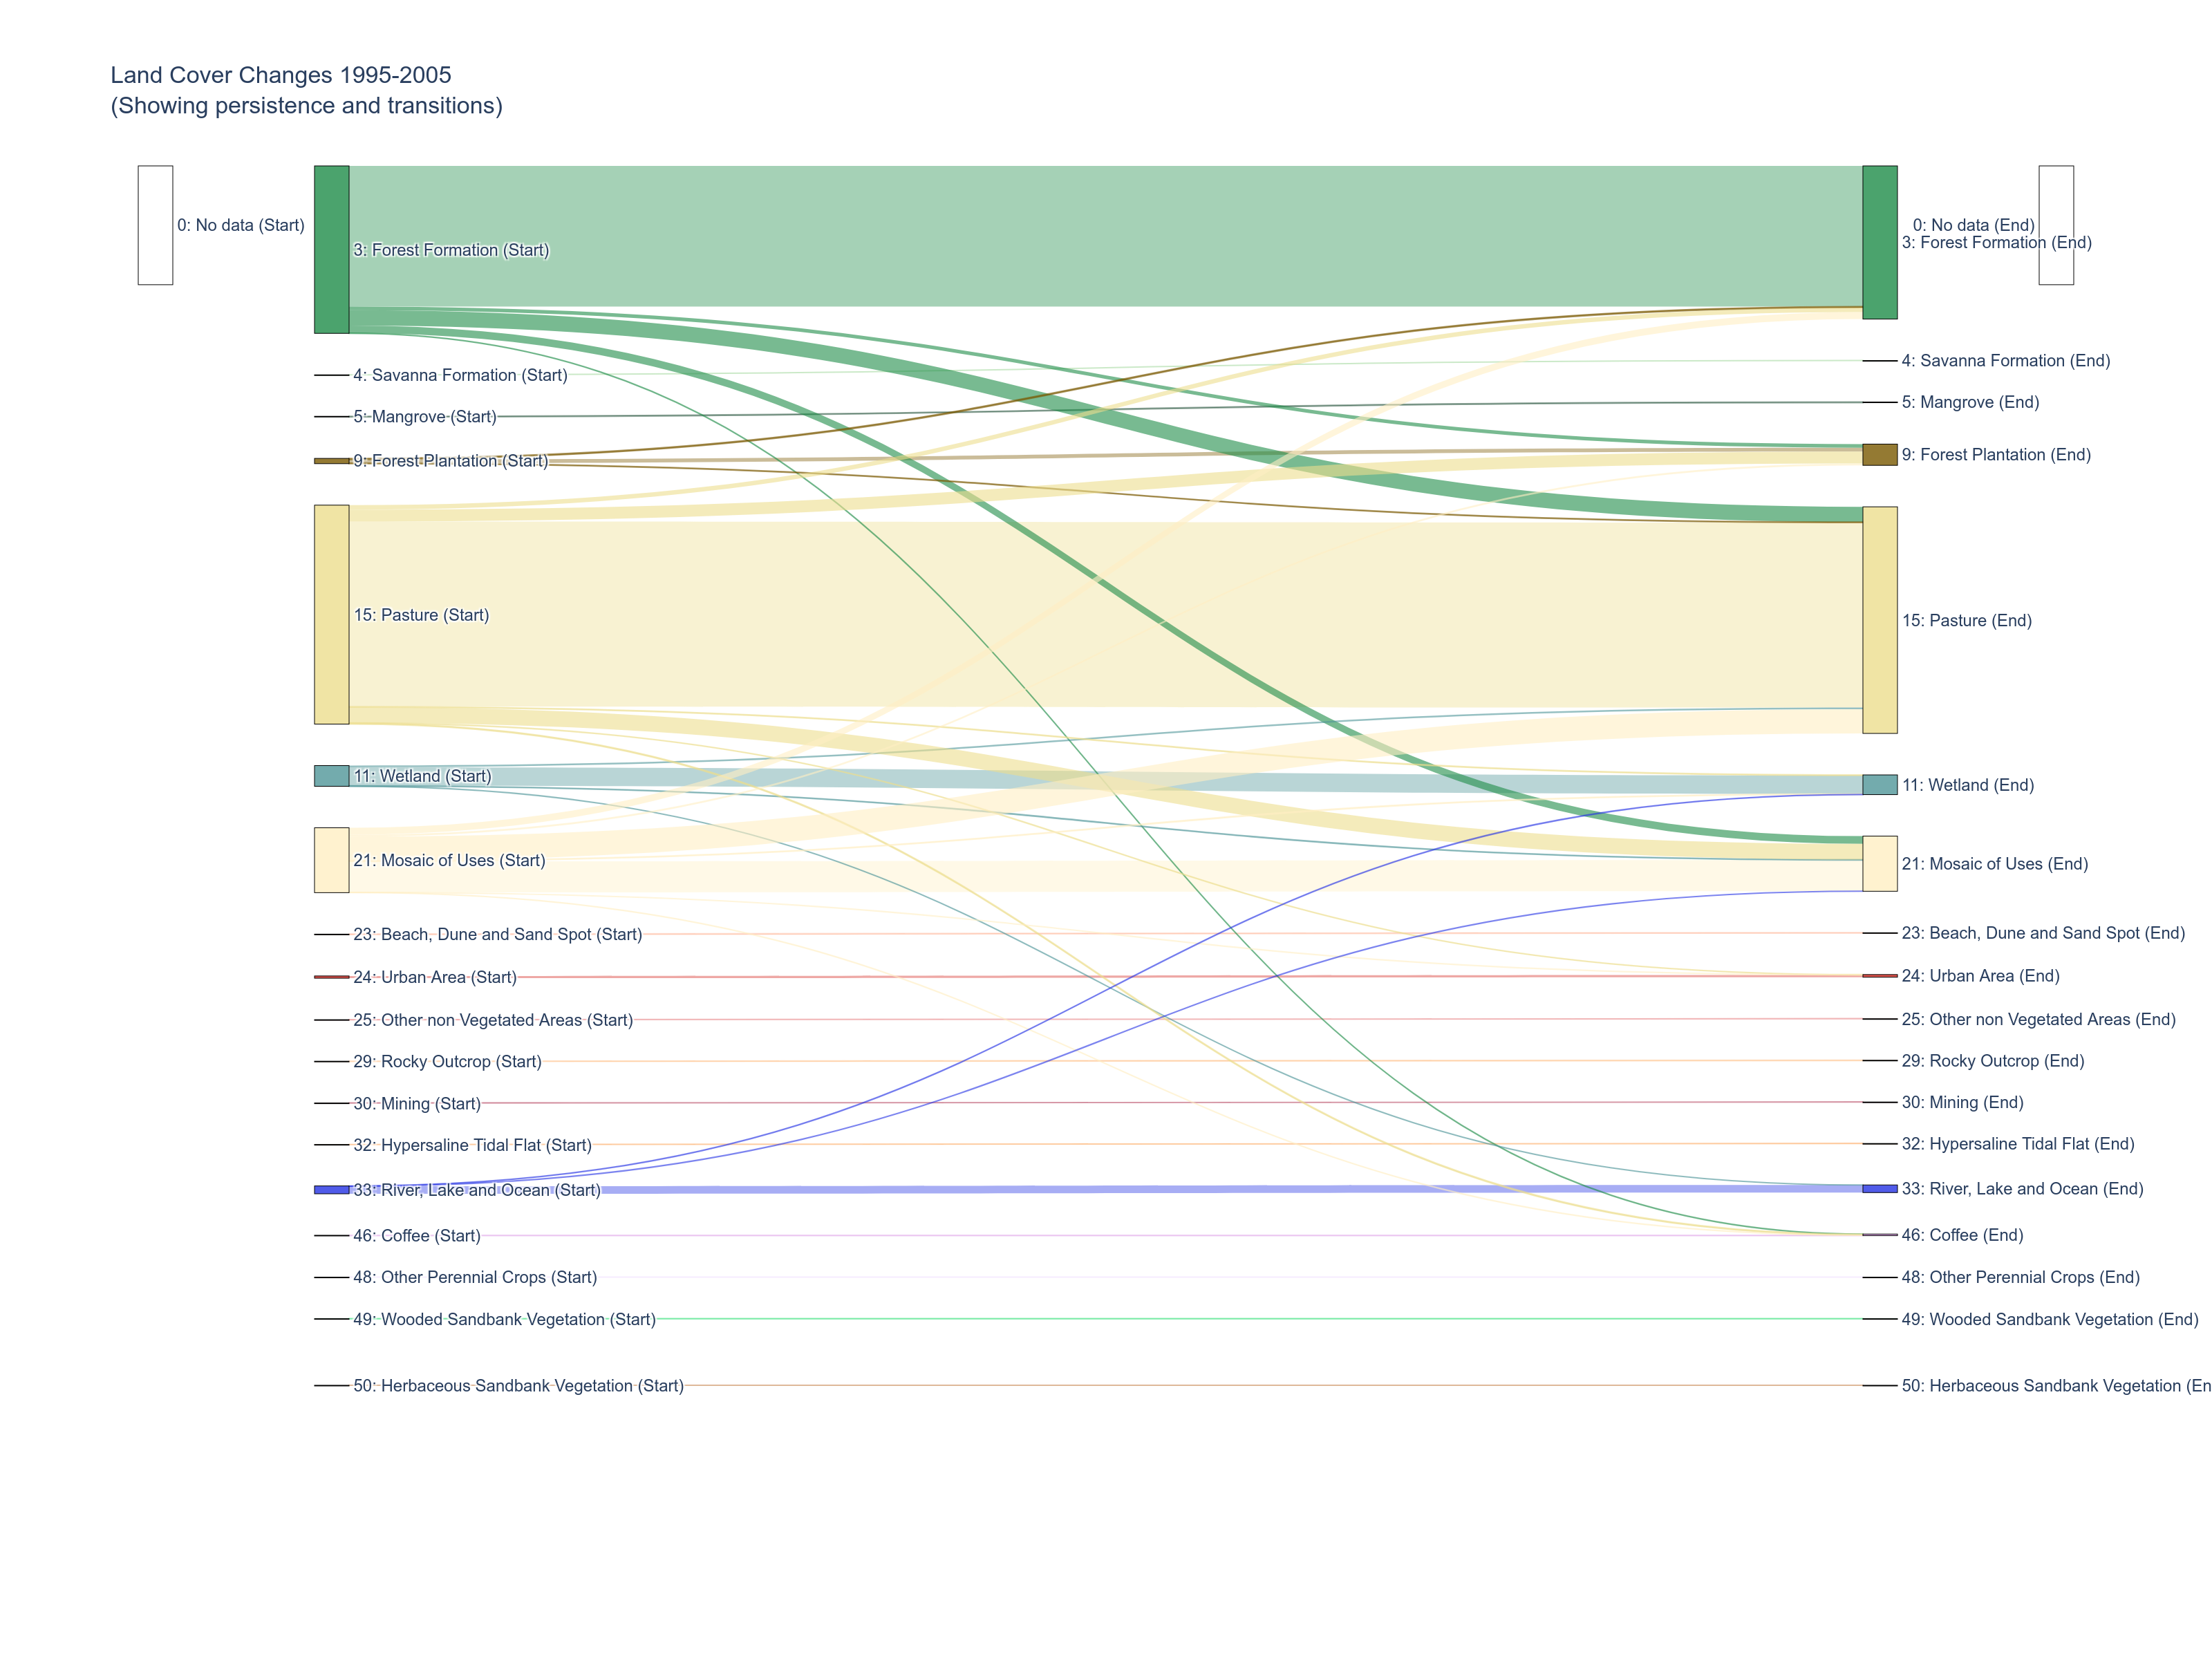 Land Cover Changes 1995-2005
(Showing persistence and transitions)
0: No data (Start)
3: Forest Formation (Start)
4: Savanna Formation (Start)
5: Mangrove (Start)
9: Forest Plantation (Start)
15: Pasture (Start)
11: Wetland (Start)
21: Mosaic of Uses (Start)
23: Beach, Dune and Sand Spot (Start)
24: Urban Area (Start)
25: Other non Vegetated Areas (Start)
29: Rocky Outcrop (Start)
30: Mining (Start)
32: Hypersaline Tidal Flat (Start)
33: River, Lake and Ocean (Start)
46: Coffee (Start)
48: Other Perennial Crops (Start)
49: Wooded Sandbank Vegetation (Start)
50: Herbaceous Sandbank Vegetation (Start)
0: No data (End)
3: Forest Formation (End)
4: Savanna Formation (End)
5: Mangrove (End)
9: Forest Plantation (End)
15: Pasture (End)
11: Wetland (End)
21: Mosaic of Uses (End)
23: Beach, Dune and Sand Spot (End)
24: Urban Area (End)
25: Other non Vegetated Areas (End)
29: Rocky Outcrop (End)
30: Mining (End)
32: Hypersaline Tidal Flat (End)
33: River, Lake and Ocean (End)
46: Coffee (End)
48: Other Perennial Crops (End)
49: Wooded Sandbank Vegetation (End)
50: Herbaceous Sandbank Vegetation (En